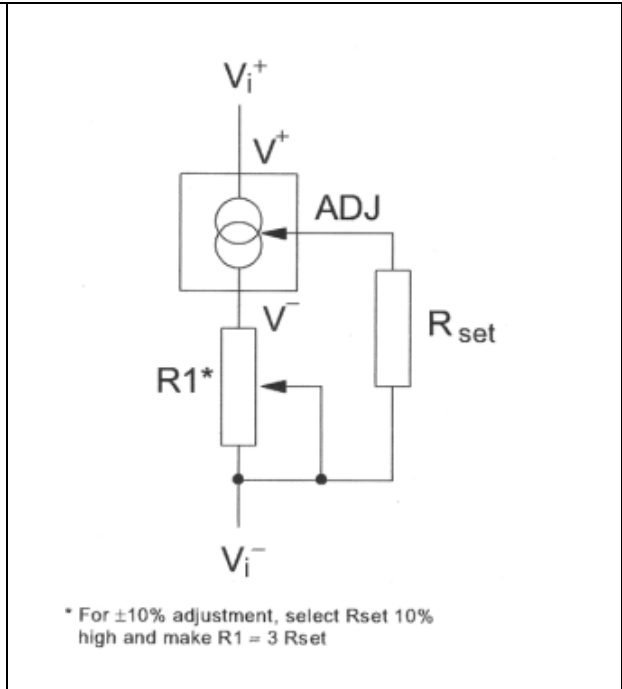 Vi+
V+
ADJ
V−
Rset
R1*
Vi−
* For ±10% adjustment, select Rset 10%
high and make R1 = 3 Rset